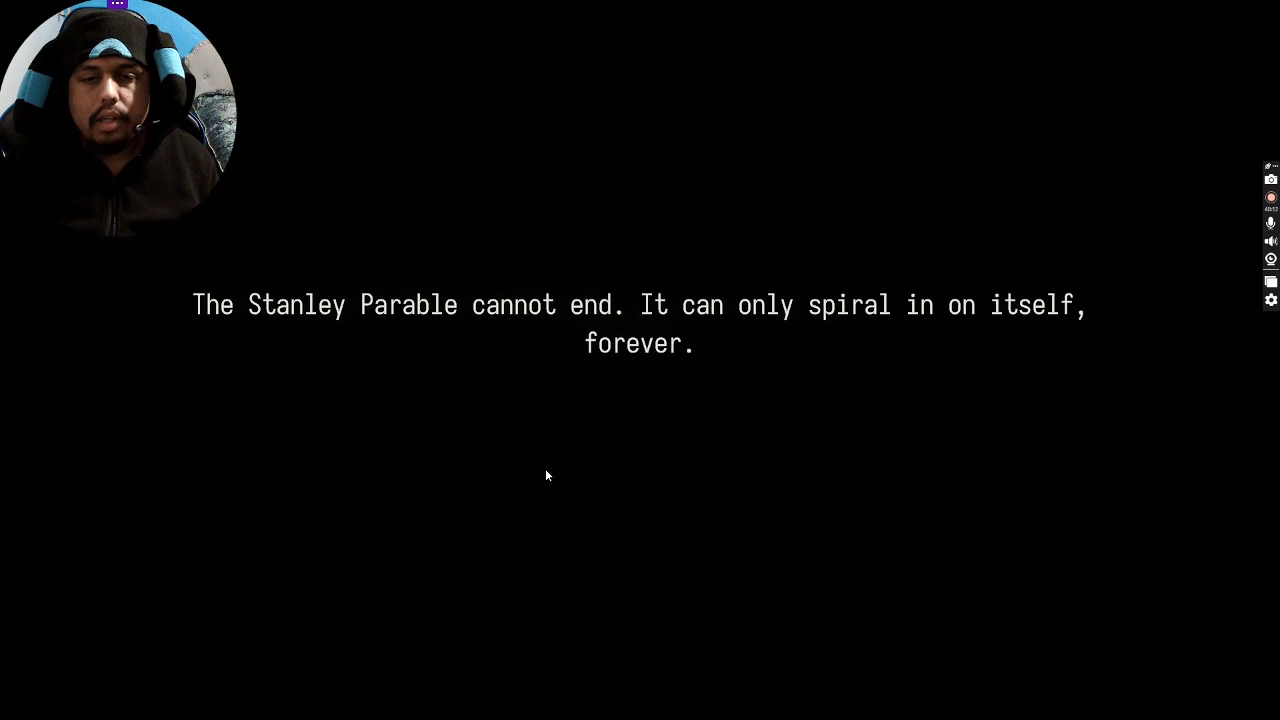 The Stanley Parable cannot end. It can only spiral in on itself,
forever.